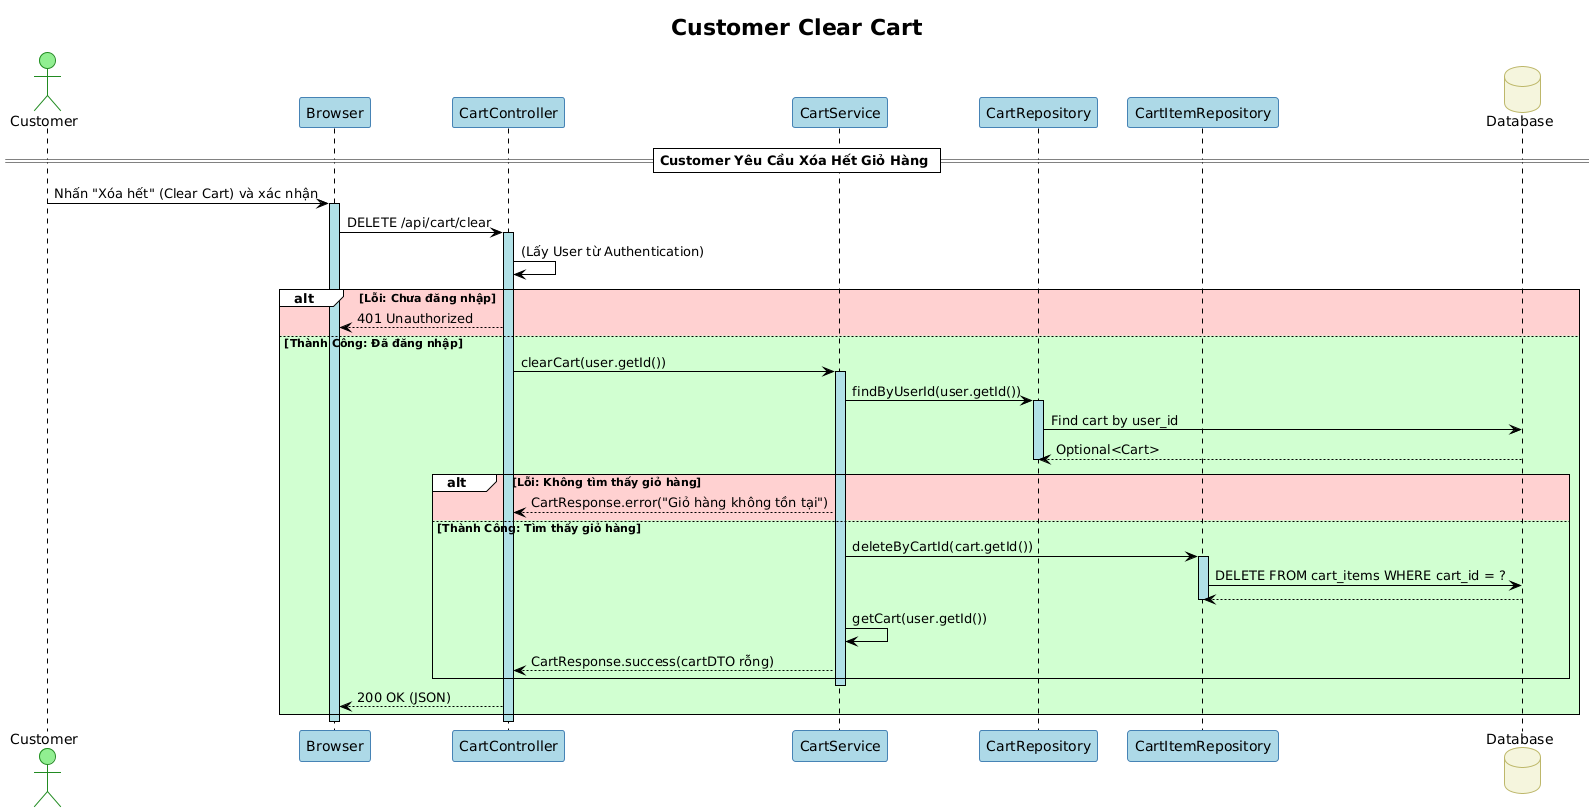 Customer Clear Cart
Customer
Browser
CartController
CartService
CartRepository
CartItemRepository
Database
Customer Yêu Cầu Xóa Hết Giỏ Hàng
Nhấn "Xóa hết" (Clear Cart) và xác nhận
DELETE /api/cart/clear
(Lấy User từ Authentication)
alt
[Lỗi: Chưa đăng nhập]
401 Unauthorized
[Thành Công: Đã đăng nhập]
clearCart(user.getId())
findByUserId(user.getId())
Find cart by user_id
Optional<Cart>
alt
[Lỗi: Không tìm thấy giỏ hàng]
CartResponse.error("Giỏ hàng không tồn tại")
[Thành Công: Tìm thấy giỏ hàng]
deleteByCartId(cart.getId())
DELETE FROM cart_items WHERE cart_id = ?
getCart(user.getId())
CartResponse.success(cartDTO rỗng)
200 OK (JSON)
Customer
Browser
CartController
CartService
CartRepository
CartItemRepository
Database